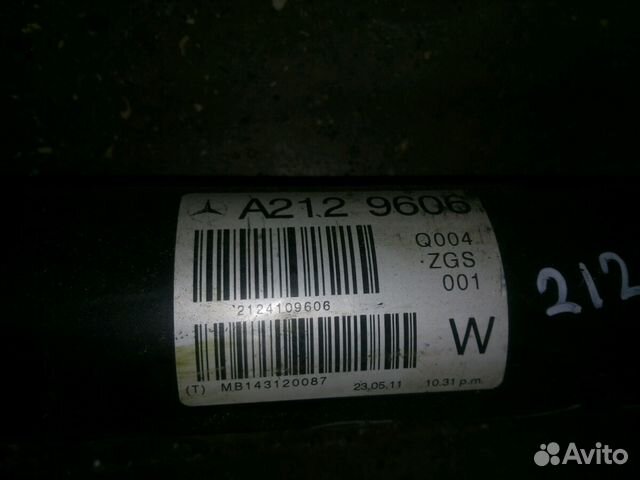 A212 9606
Q004
ZGS
001
2124109606
W
(T) MB143120087 23.05.11 10.31 p.m.
212
Avito